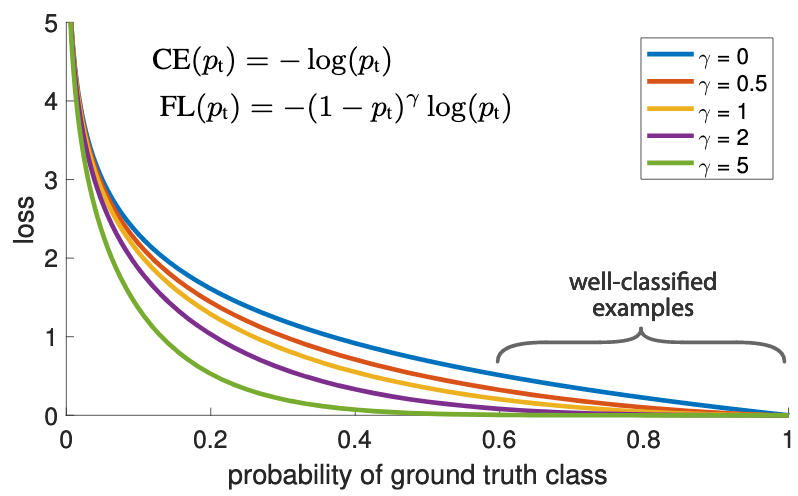 5
4
3
2
1
0
loss
CE(pₜ) = − log(pₜ)
FL(pₜ) = −(1 − pₜ)^γ log(pₜ)
γ = 0
γ = 0.5
γ = 1
γ = 2
γ = 5
well-classified
examples
0 0.2 0.4 0.6 0.8 1
probability of ground truth class